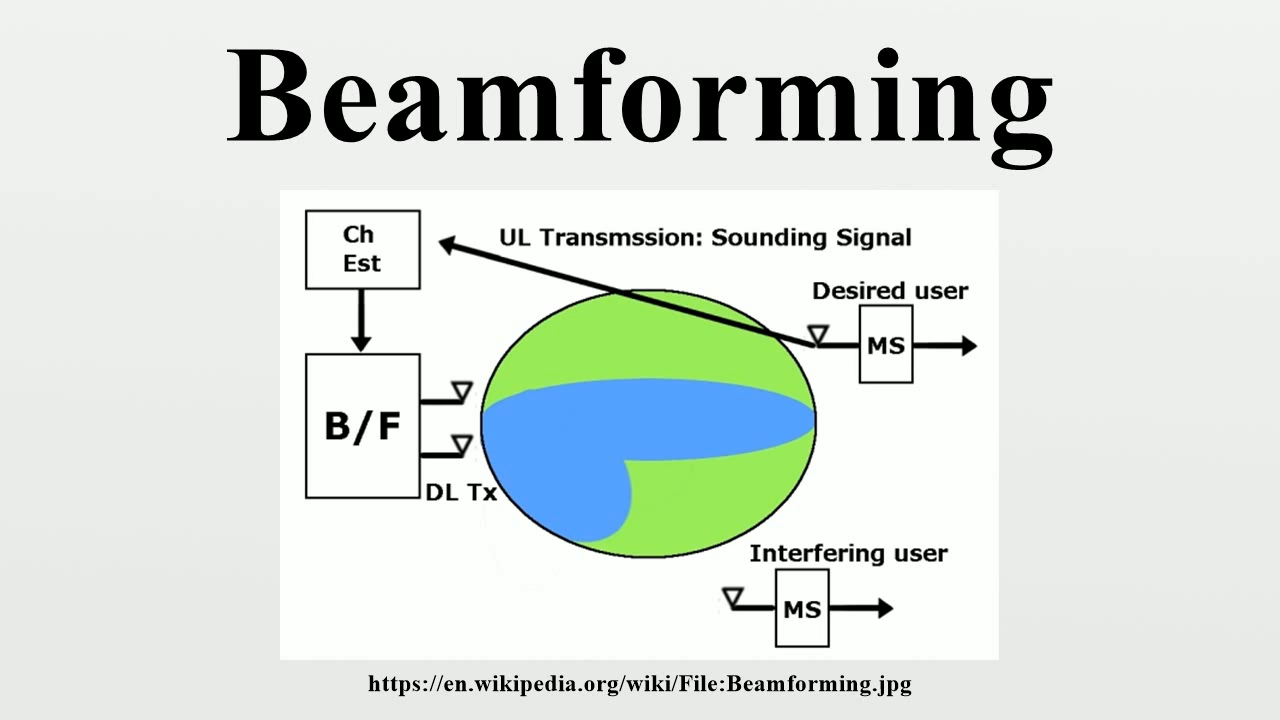 Beamforming
Ch
Est
UL Transmssion: Sounding Signal
Desired user
MS
B/F
DL Tx
Interfering user
MS
https://en.wikipedia.org/wiki/File:Beamforming.jpg